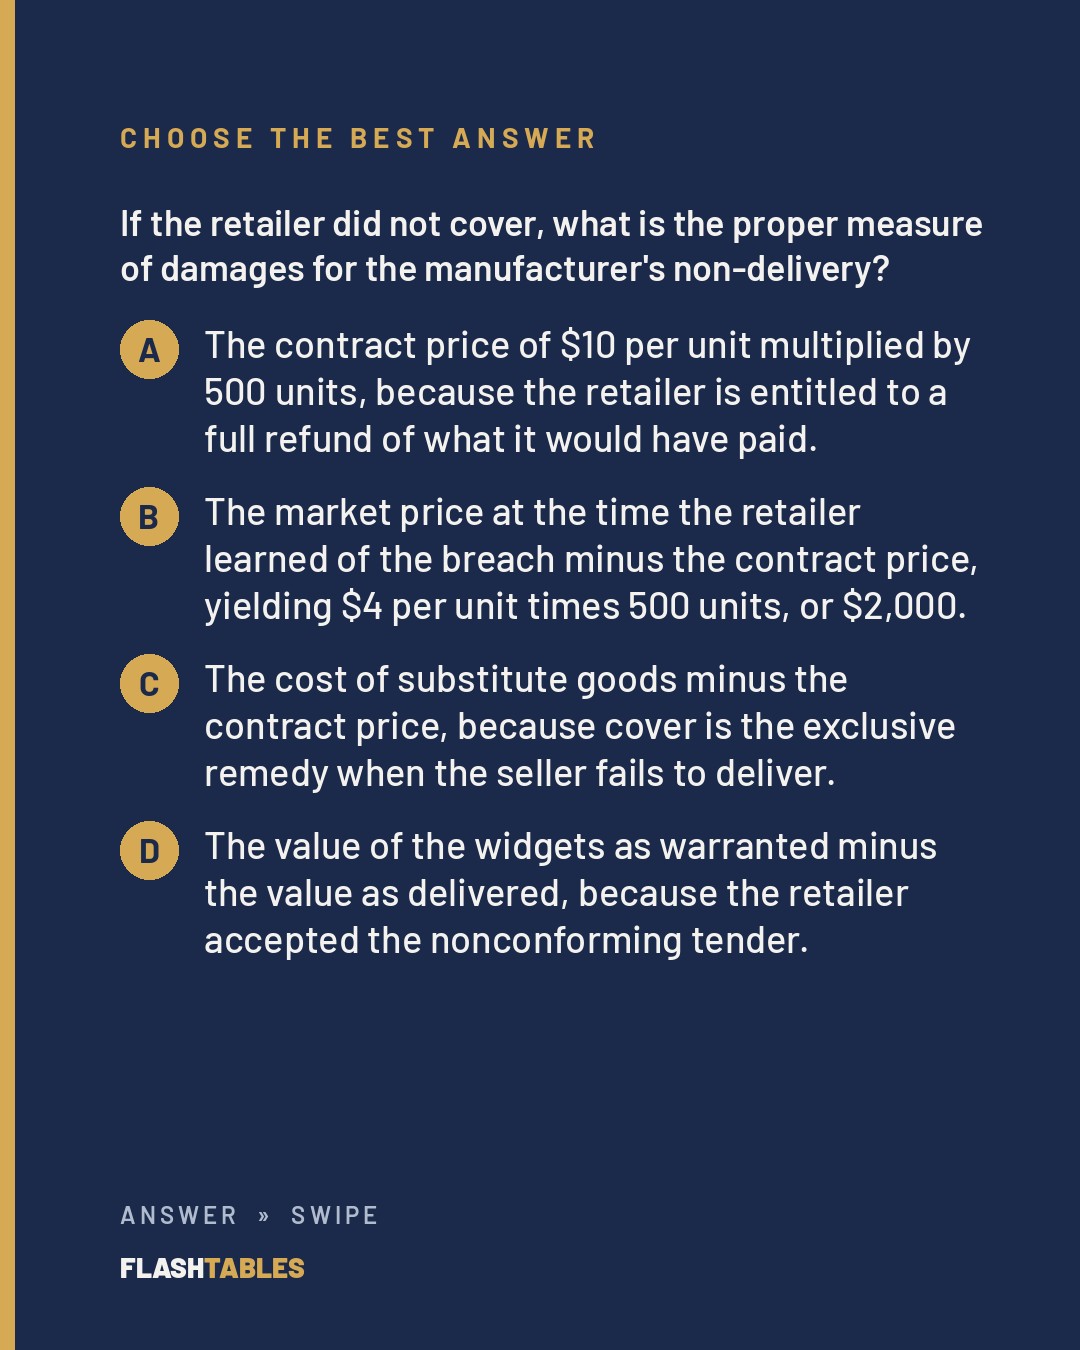 CHOOSE THE BEST ANSWER
If the retailer did not cover, what is the proper measure
of damages for the manufacturer's non-delivery?
A The contract price of $10 per unit multiplied by
500 units, because the retailer is entitled to a
full refund of what it would have paid.
B The market price at the time the retailer
learned of the breach minus the contract price,
yielding $4 per unit times 500 units, or $2,000.
C The cost of substitute goods minus the
contract price, because cover is the exclusive
remedy when the seller fails to deliver.
D The value of the widgets as warranted minus
the value as delivered, because the retailer
accepted the nonconforming tender.
ANSWER » SWIPE
FLASHTABLES